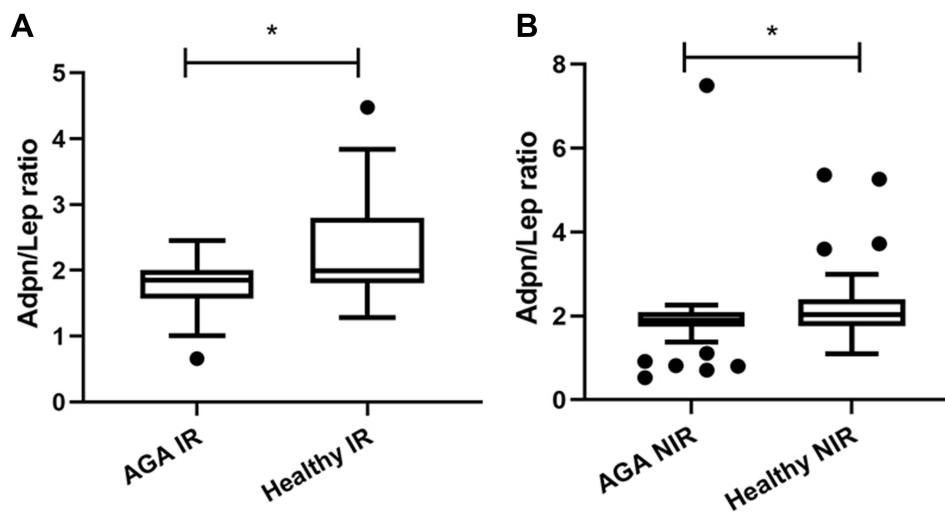 A
*
5
4
3
2
1
0
Adpn/Lep ratio
AGA IR
Healthy IR
B
*
8
6
4
2
0
Adpn/Lep ratio
AGA NIR
Healthy NIR